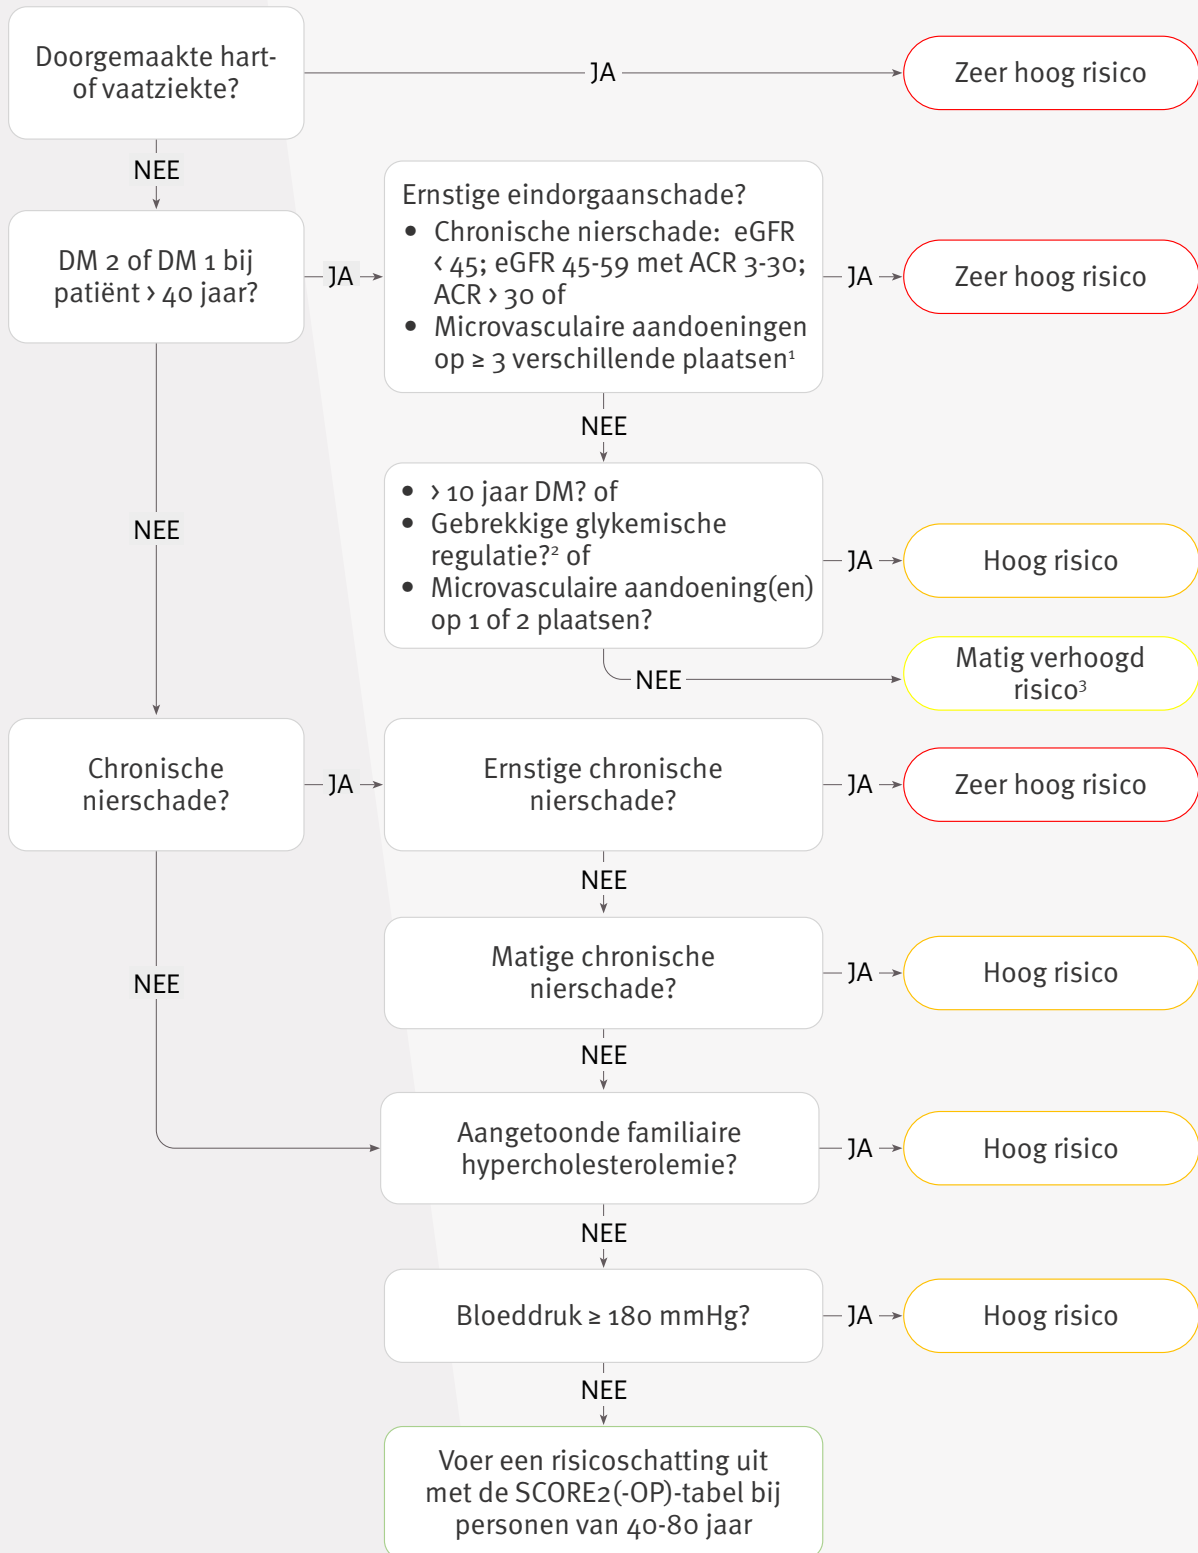 Doorgemaakte hart-
of vaatziekte?
JA
Zeer hoog risico
NEE
DM 2 of DM 1 bij
patiënt > 40 jaar?
JA
Ernstige eindorgaanschade?
• Chronische nierschade: eGFR
< 45; eGFR 45-59 met ACR 3-30;
ACR > 30 of
• Microvasculaire aandoeningen
op ≥ 3 verschillende plaatsen¹
JA
Zeer hoog risico
NEE
NEE
• > 10 jaar DM? of
• Gebrekkige glykemische
regulatie?² of
• Microvasculaire aandoening(en)
op 1 of 2 plaatsen?
JA
Hoog risico
NEE
Matig verhoogd
risico³
Chronische
nierschade?
JA
Ernstige chronische
nierschade?
JA
Zeer hoog risico
NEE
NEE
Matige chronische
nierschade?
JA
Hoog risico
NEE
Aangetoonde familiaire
hypercholesterolemie?
JA
Hoog risico
NEE
Bloeddruk ≥ 180 mmHg?
JA
Hoog risico
NEE
Voer een risicoschatting uit
met de SCORE2(-OP)-tabel bij
personen van 40-80 jaar